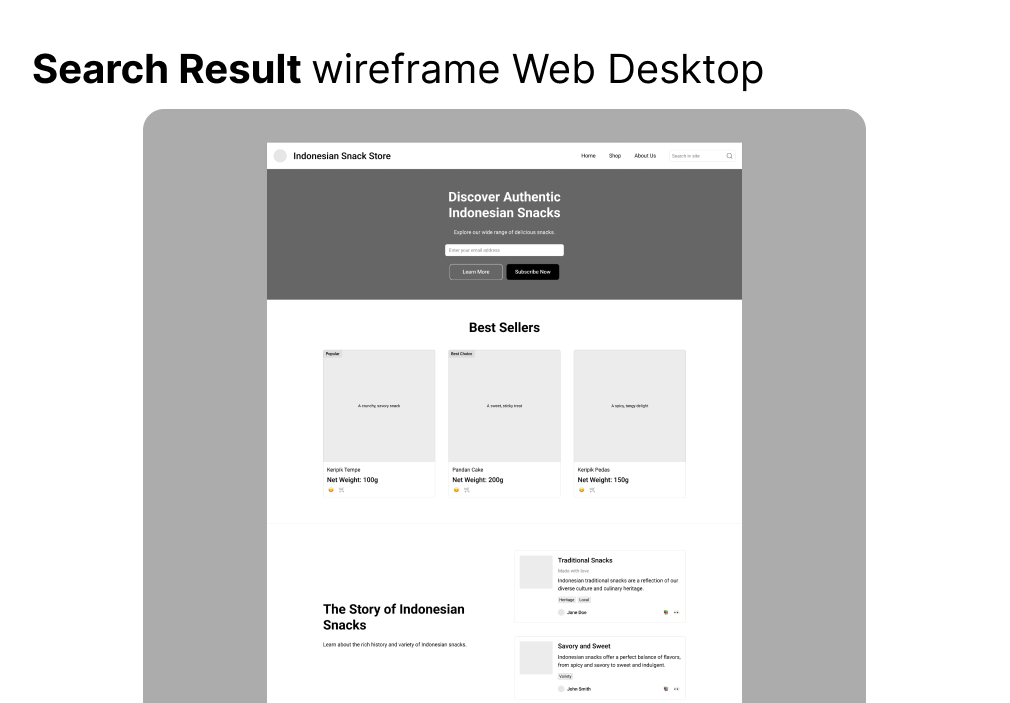 Search Result wireframe Web Desktop
Indonesian Snack Store
Home Shop About Us Search in site
Discover Authentic
Indonesian Snacks
Explore our wide range of delicious snacks.
Enter your email address
Learn More Subscribe Now
Best Sellers
Popular Best Choice
A crunchy, savory snack A sweet, sticky treat A spicy, tangy delight
Keripik Tempe Pandan Cake Keripik Pedas
Net Weight: 100g Net Weight: 200g Net Weight: 150g
The Story of Indonesian
Snacks
Learn about the rich history and variety of Indonesian snacks.
Traditional Snacks
Made with love
Indonesian traditional snacks are a reflection of our
diverse culture and culinary heritage.
Heritage Local
Jane Doe
Savory and Sweet
Indonesian snacks offer a perfect balance of flavors,
from spicy and savory to sweet and indulgent.
Variety
John Smith